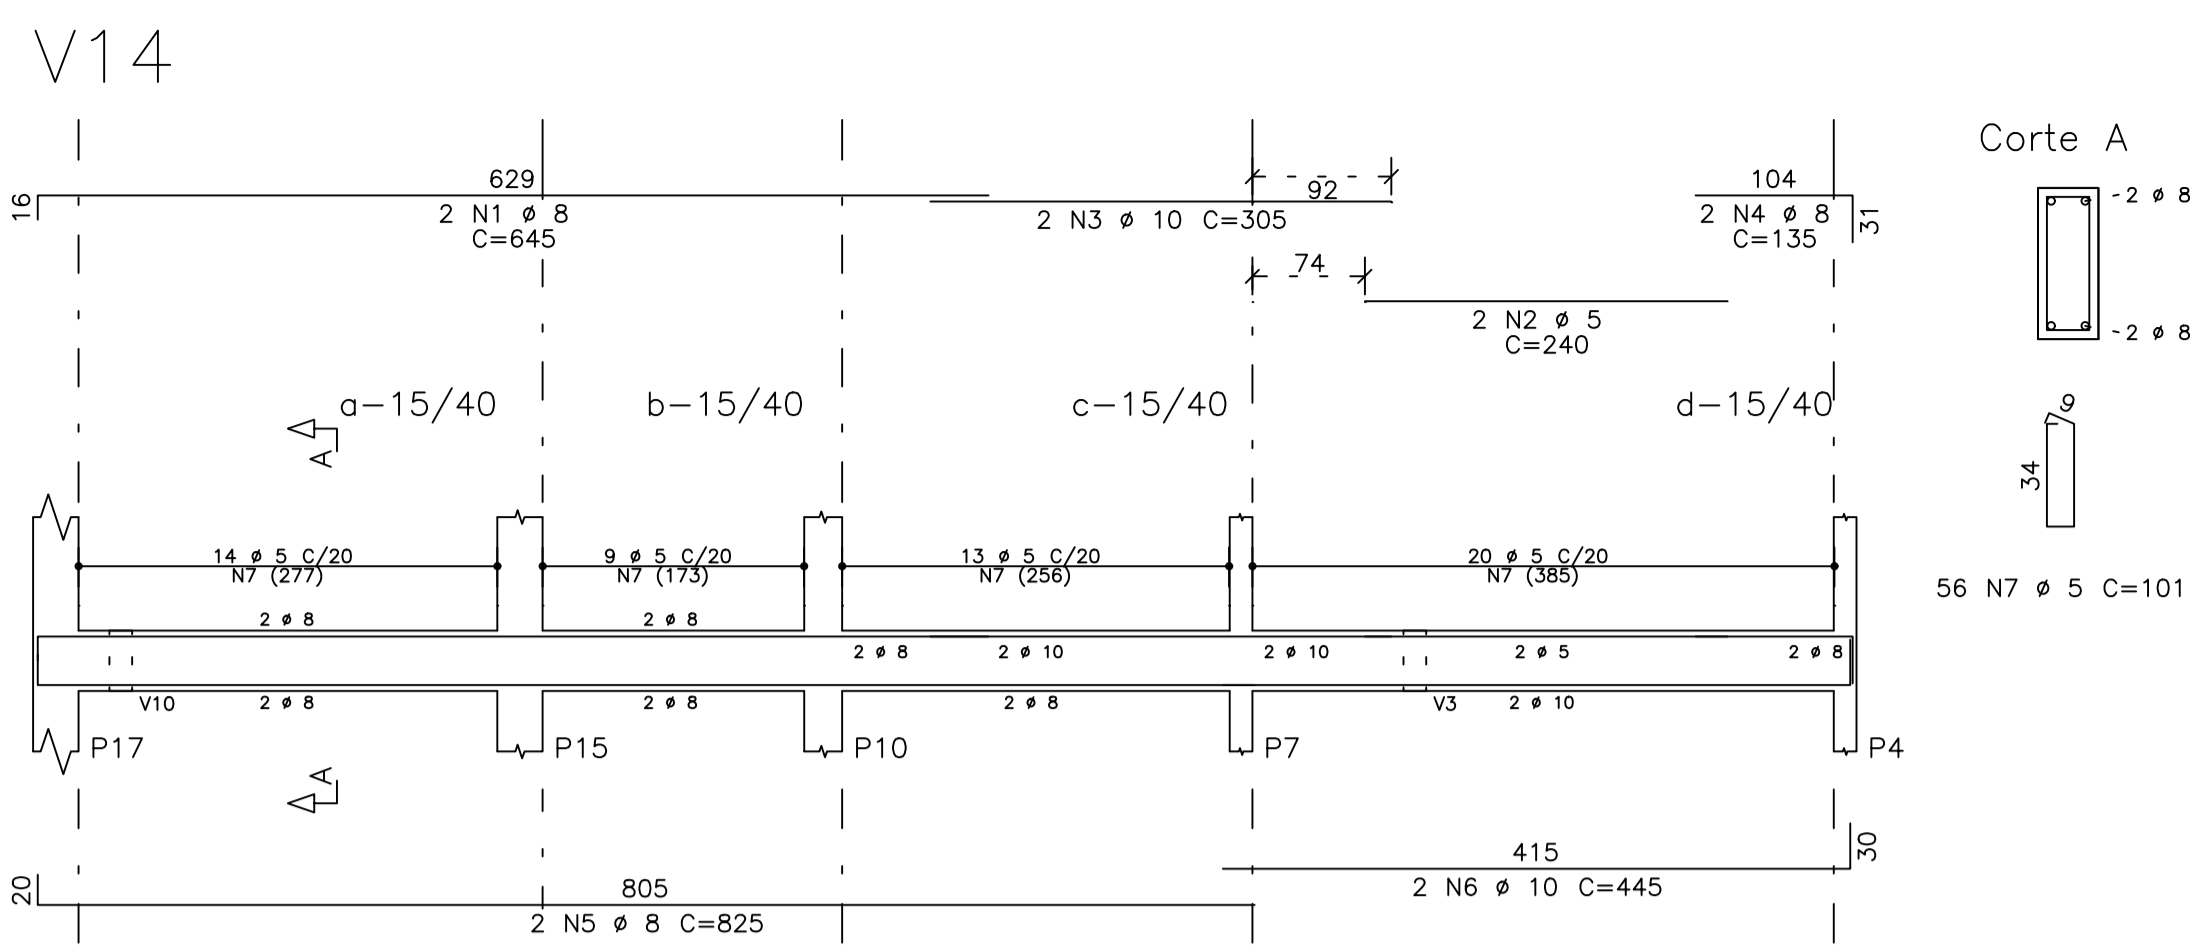 V14
Corte A
629
16
2 N1 ø 8
C=645
92
2 N3 ø 10 C=305
104
2 N4 ø 8
C=135
31
74
2 N2 ø 5
C=240
2 ø 8
2 ø 8
a-15/40
b-15/40
c-15/40
d-15/40
A
9
34
14 ø 5 C/20
N7 (277)
9 ø 5 C/20
N7 (173)
13 ø 5 C/20
N7 (256)
20 ø 5 C/20
N7 (385)
56 N7 ø 5 C=101
2 ø 8
2 ø 8
2 ø 8
2 ø 10
2 ø 10
2 ø 5
2 ø 8
V10
2 ø 8
2 ø 8
2 ø 8
V3
2 ø 10
P17
P15
P10
P7
P4
A
415
30
2 N6 ø 10 C=445
20
805
2 N5 ø 8 C=825